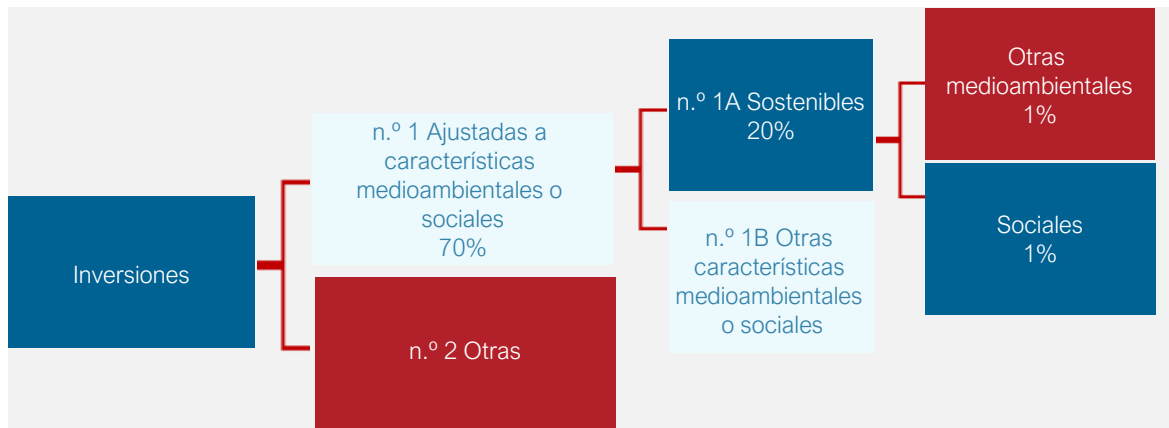 Inversiones
n.º 1 Ajustadas a
características
medioambientales o
sociales
70%
n.º 2 Otras
n.º 1A Sostenibles
20%
n.º 1B Otras
características
medioambientales
o sociales
Otras
medioambientales
1%
Sociales
1%